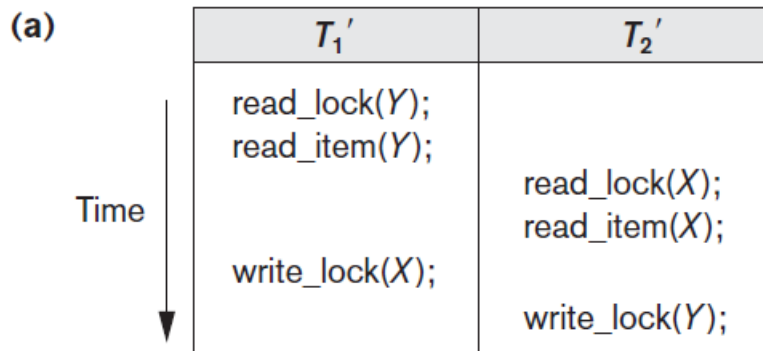 (a)
T₁′ T₂′
read_lock(Y);
read_item(Y);
read_lock(X);
Time
read_item(X);
write_lock(X);
write_lock(Y);